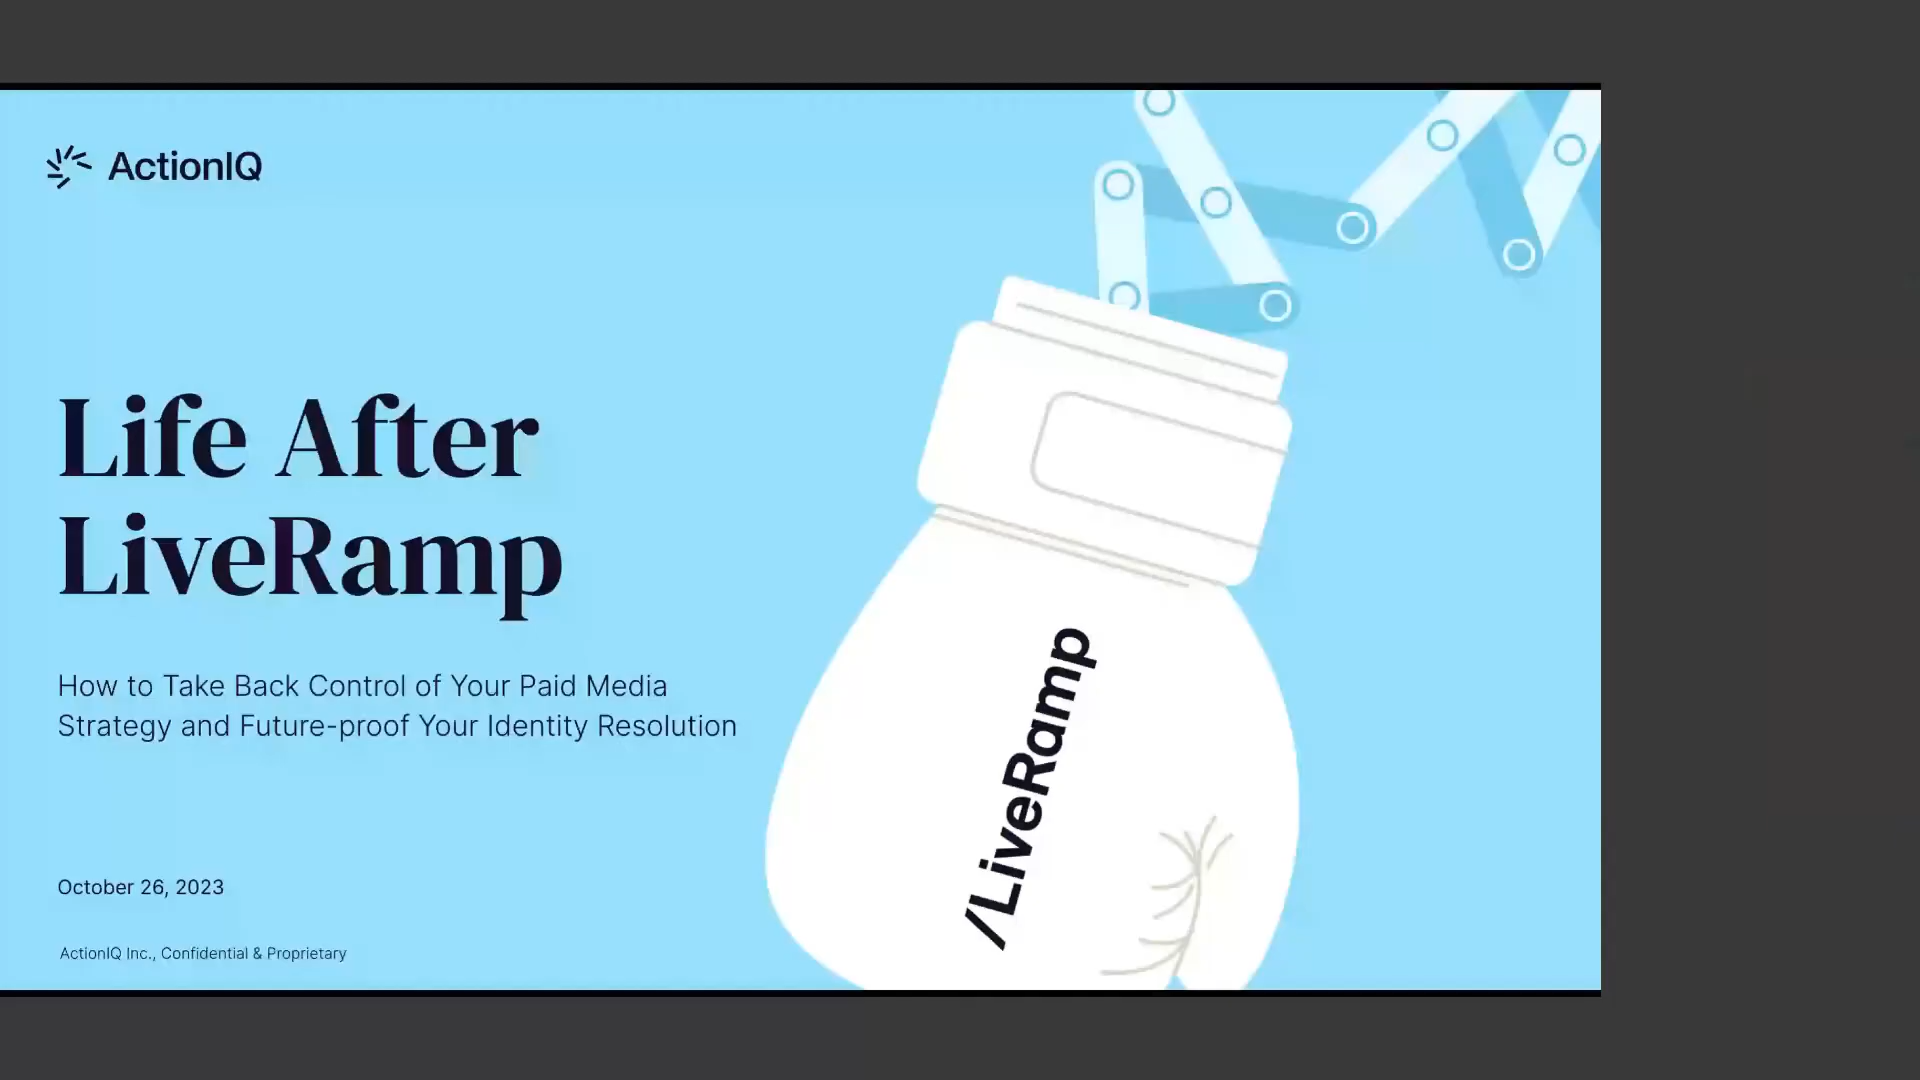 ActionIQ
Life After
LiveRamp
How to Take Back Control of Your Paid Media
Strategy and Future-proof Your Identity Resolution
October 26, 2023
ActionIQ Inc., Confidential & Proprietary
/LiveRamp